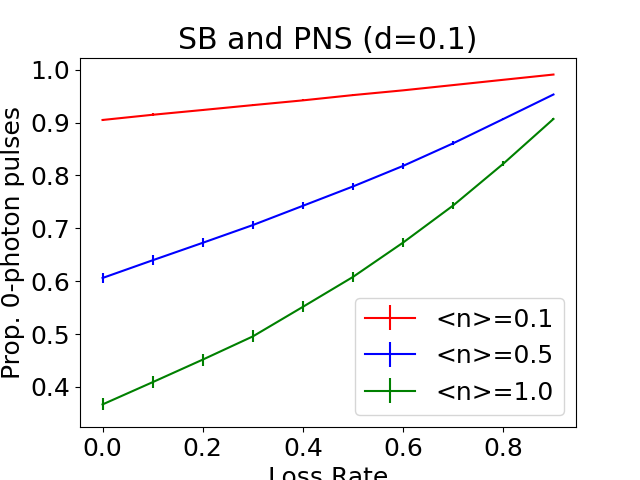 SB and PNS (d=0.1)
Prop. 0-photon pulses
1.0
0.9
0.8
0.7
0.6
0.5
0.4
<n>=0.1
<n>=0.5
<n>=1.0
0.0 0.2 0.4 0.6 0.8
Loss Rate